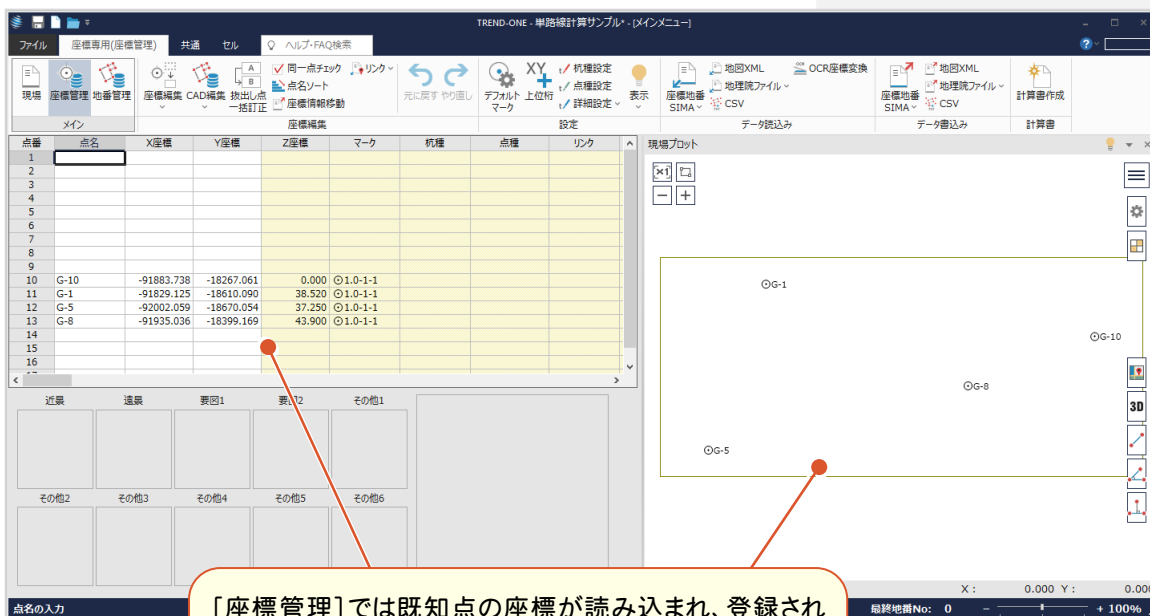 TREND-ONE - 単路線計算サンプル* - [メインメニュー]
ファイル 座標専用(座標管理) 共通 セル ヘルプ・FAQ検索
現場 座標管理 地番管理 座標編集 CAD編集 抜出し点一括訂正 同一点チェック 点名ソート 座標情報移動 リンク 元に戻す やり直し デフォルトマーク 上位桁 杭種設定 点種設定 詳細設定 表示 座標地番 SIMA 地図XML 地理院ファイル CSV OCR座標変換 座標地番 SIMA 地図XML 地理院ファイル CSV 計算書作成
メイン 座標編集 設定 データ読込み データ書込み 計算書
点番 点名 X座標 Y座標 Z座標 マーク 杭種 点種 リンク
現場プロット
1
2
3
4
5
6
7
8
9
10 G-10 -91883.738 -18267.061 0.000 ⊙1.0-1-1
11 G-1 -91829.125 -18610.090 38.520 ⊙1.0-1-1
12 G-5 -92002.059 -18670.054 37.250 ⊙1.0-1-1
13 G-8 -91935.036 -18399.169 43.900 ⊙1.0-1-1
14
15
16
×1
⊙G-1
⊙G-10
⊙G-8
⊙G-5
3D
近景 遠景 要図1 要図2 その他1
その他2 その他3 その他4 その他5 その他6
X : 0.000 Y : 0.00
点名の入力
最終地番No: 0 - + 100%
[座標管理]では既知点の座標が読み込まれ、登録され